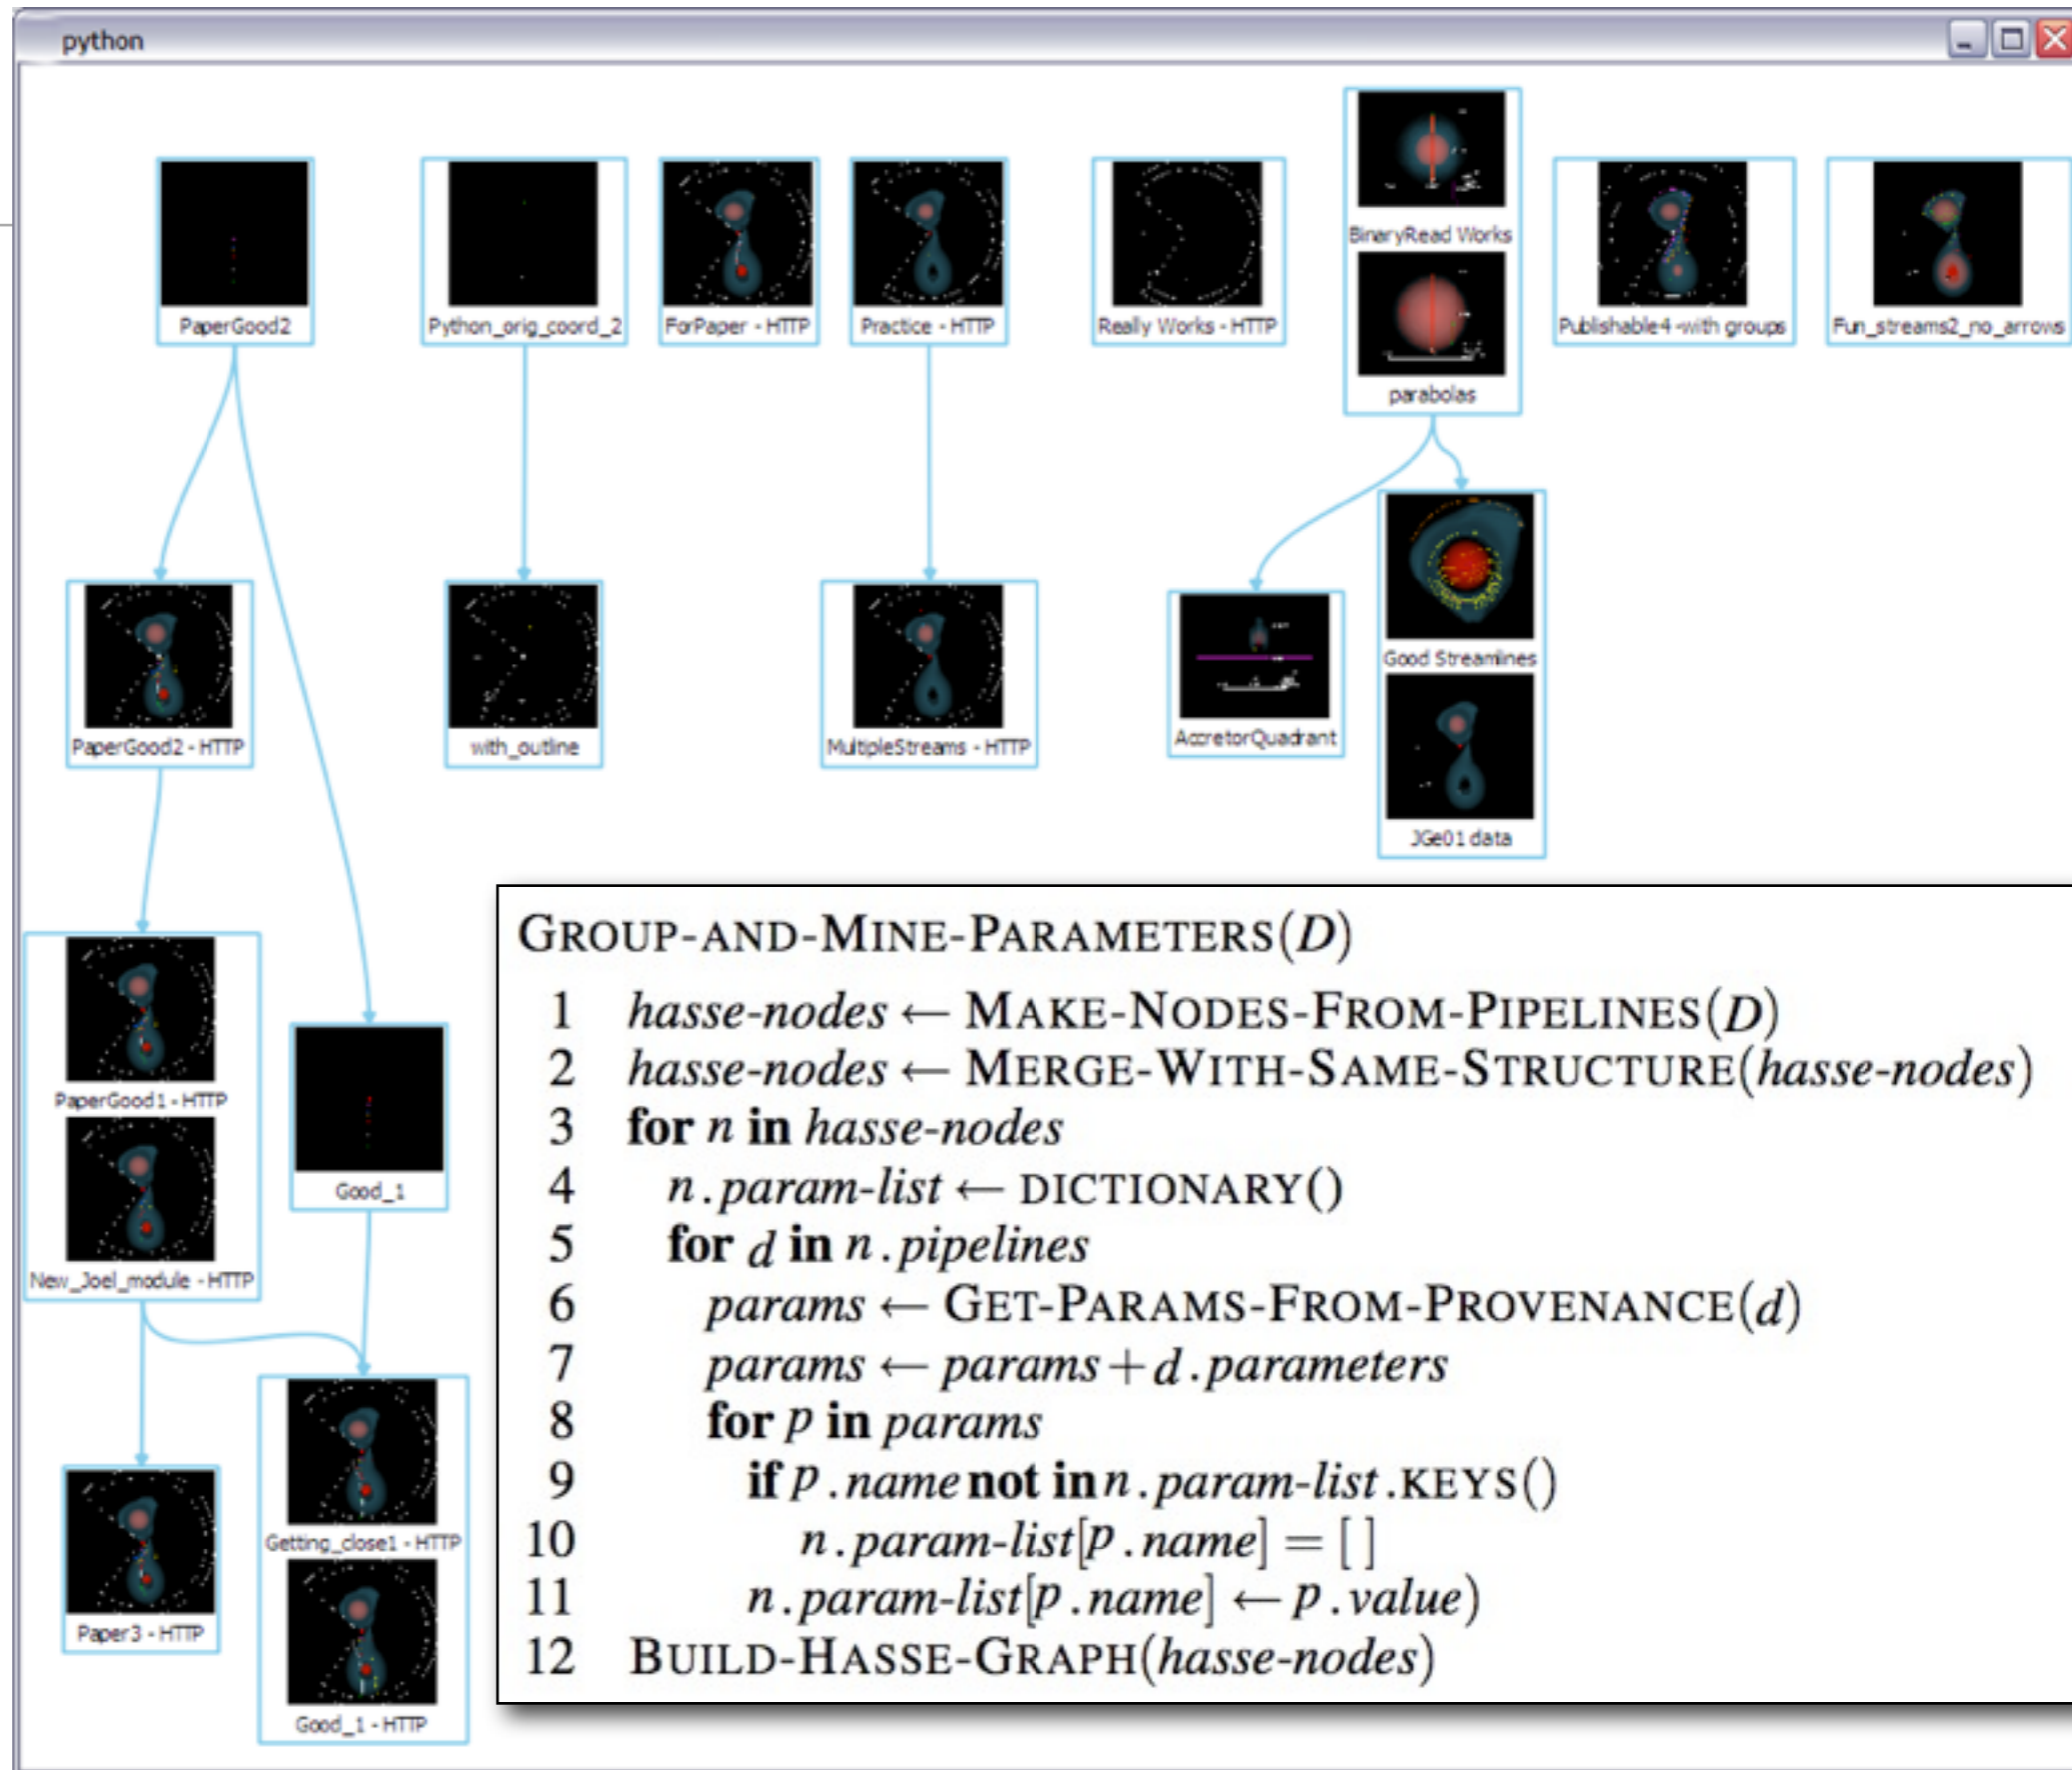 python
PaperGood2
Python_orig_coord_2
ForPaper - HTTP
Practice - HTTP
Really Works - HTTP
BinaryRead Works
parabolas
Publishable4 -with groups
Fun_streams2_no_arrows
PaperGood2 - HTTP
with_outline
MultipleStreams - HTTP
AccretorQuadrant
Good Streamlines
JGe01 data
PaperGood1 - HTTP
New_Joel_module - HTTP
Good_1
Paper3 - HTTP
Getting_close1 - HTTP
Good_1 - HTTP
GROUP-AND-MINE-PARAMETERS(D)
1 hasse-nodes ← MAKE-NODES-FROM-PIPELINES(D)
2 hasse-nodes ← MERGE-WITH-SAME-STRUCTURE(hasse-nodes)
3 for n in hasse-nodes
4 n.param-list ← DICTIONARY()
5 for d in n.pipelines
6 params ← GET-PARAMS-FROM-PROVENANCE(d)
7 params ← params + d.parameters
8 for p in params
9 if p.name not in n.param-list.KEYS()
10 n.param-list[p.name] = [ ]
11 n.param-list[p.name] ← p.value)
12 BUILD-HASSE-GRAPH(hasse-nodes)